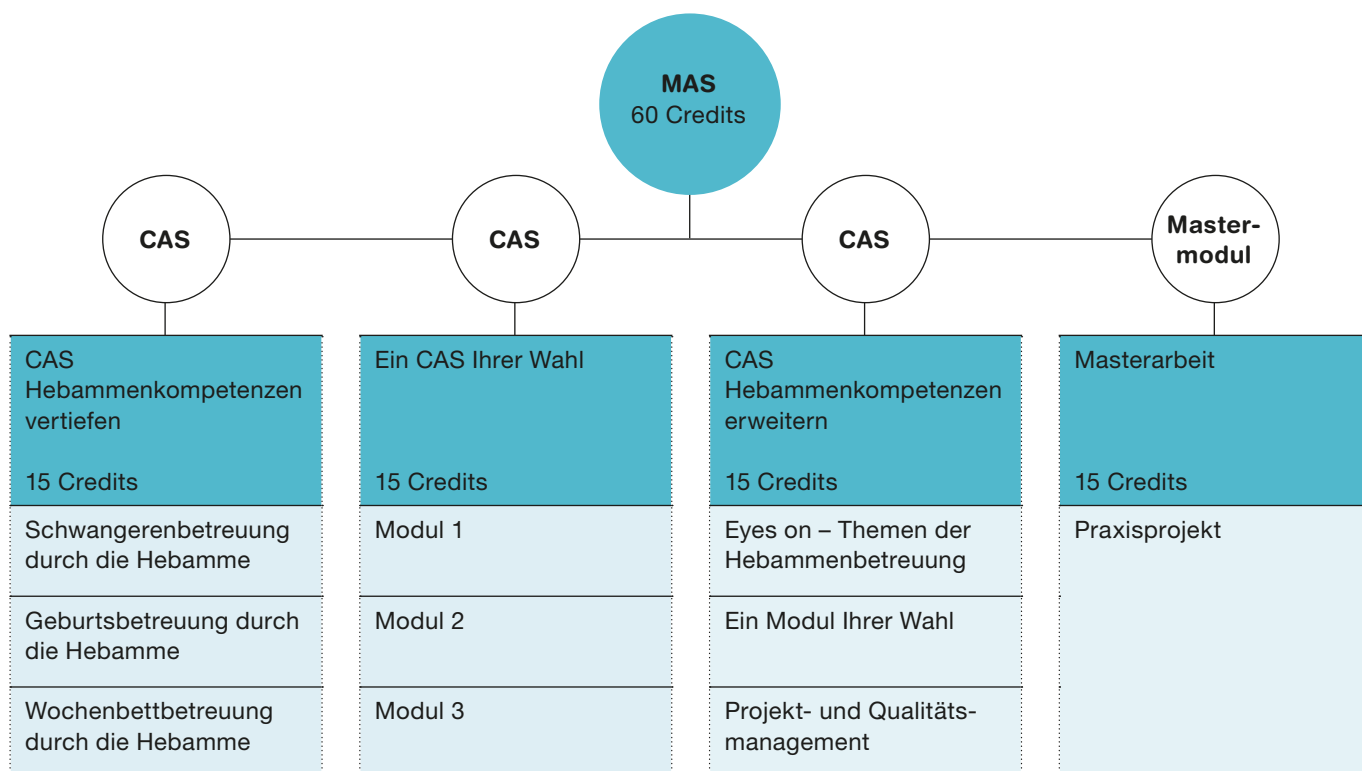 MAS
60 Credits
CAS
CAS
CAS
Master-
modul
CAS
Hebammenkompetenzen
vertiefen
15 Credits
Schwangerenbetreuung
durch die Hebamme
Geburtsbetreuung durch
die Hebamme
Wochenbettbetreuung
durch die Hebamme
Ein CAS Ihrer Wahl
15 Credits
Modul 1
Modul 2
Modul 3
CAS
Hebammenkompetenzen
erweitern
15 Credits
Eyes on – Themen der
Hebammenbetreuung
Ein Modul Ihrer Wahl
Projekt- und Qualitäts-
management
Masterarbeit
15 Credits
Praxisprojekt